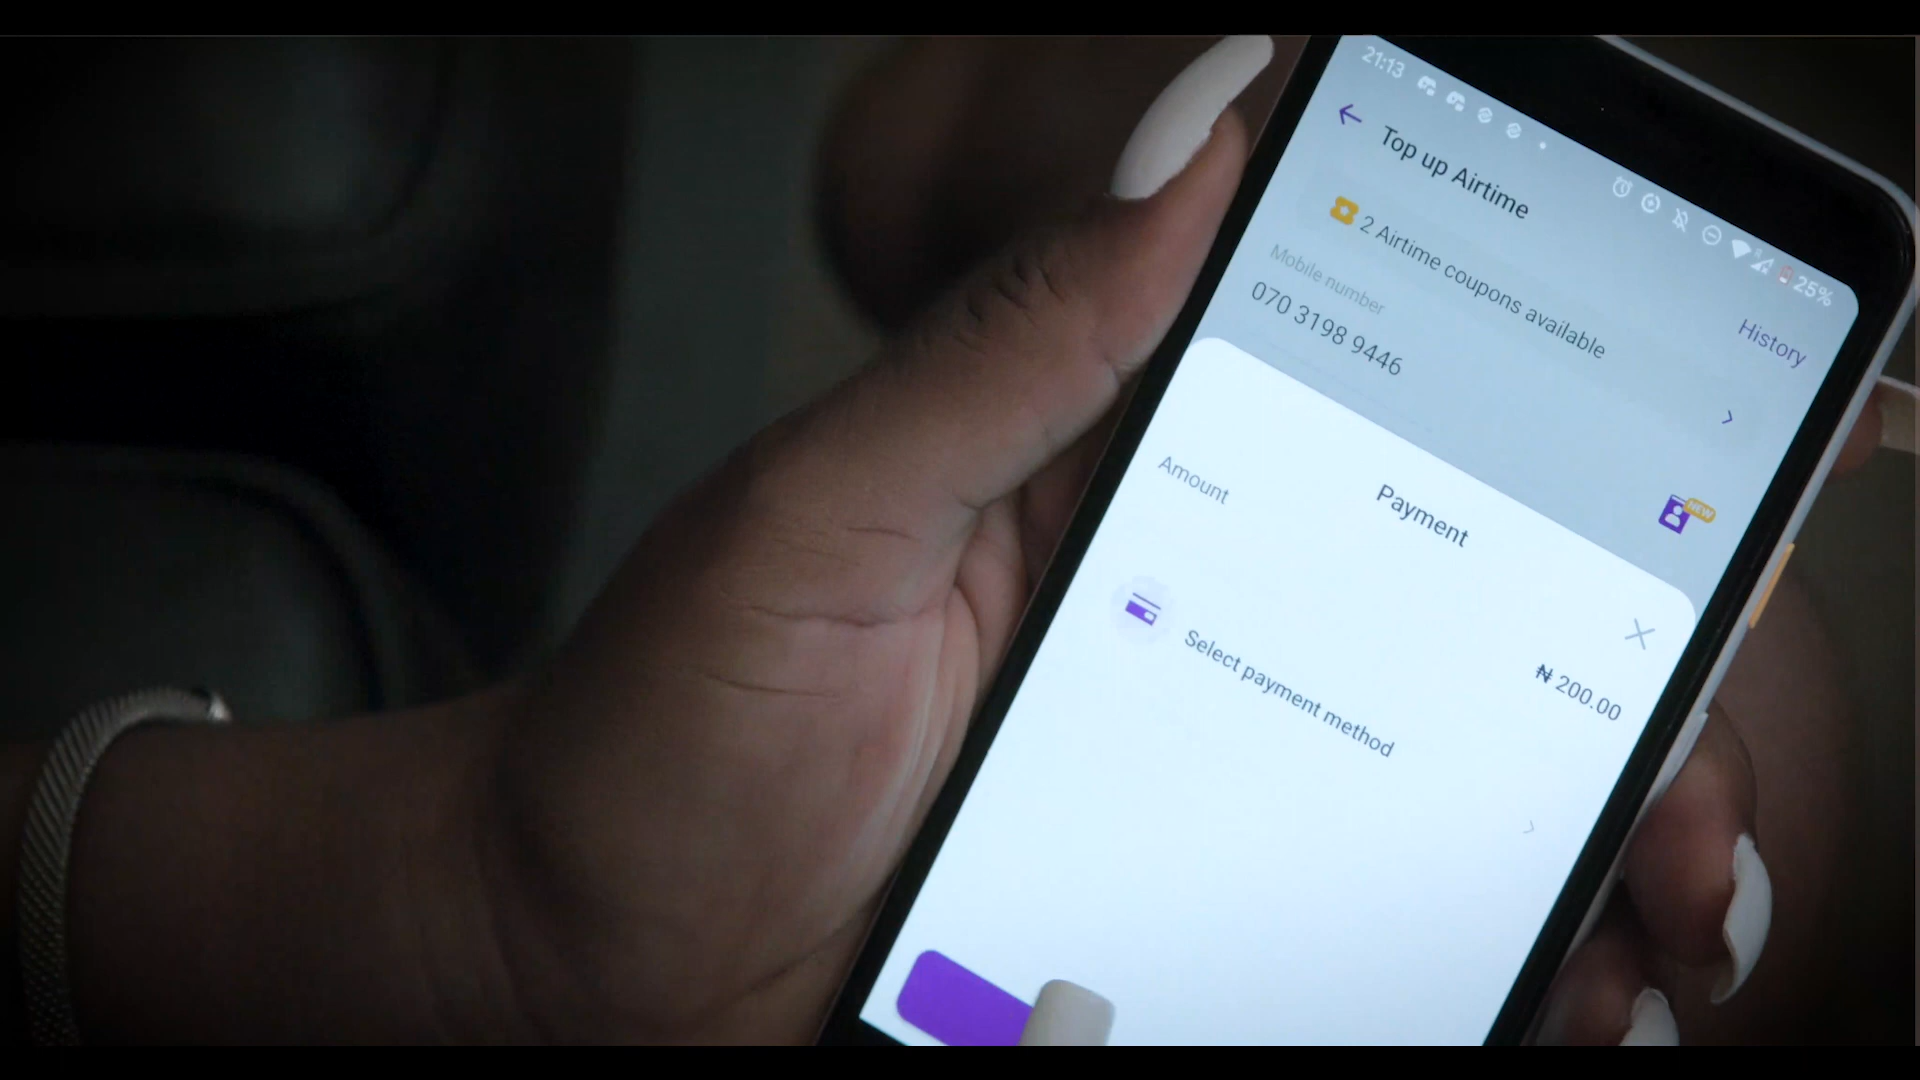 21:13
25%
Top up Airtime
History
2 Airtime coupons available
Mobile number
070 3198 9446
NEW
Payment
Amount
₦ 200.00
Select payment method